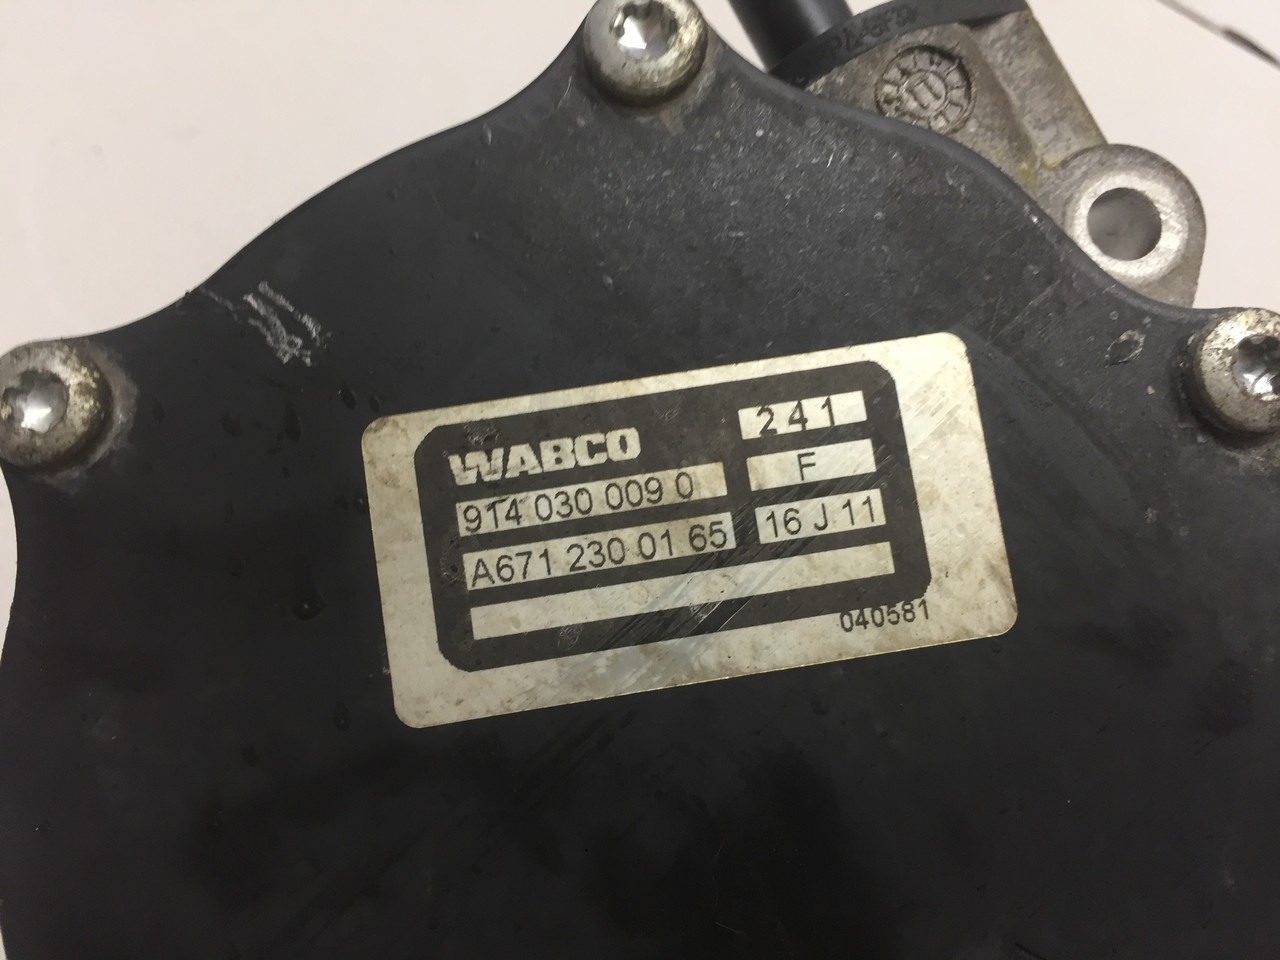 WABCO
241
914 030 009 0
F
A671 230 01 65
16 J 11
040581